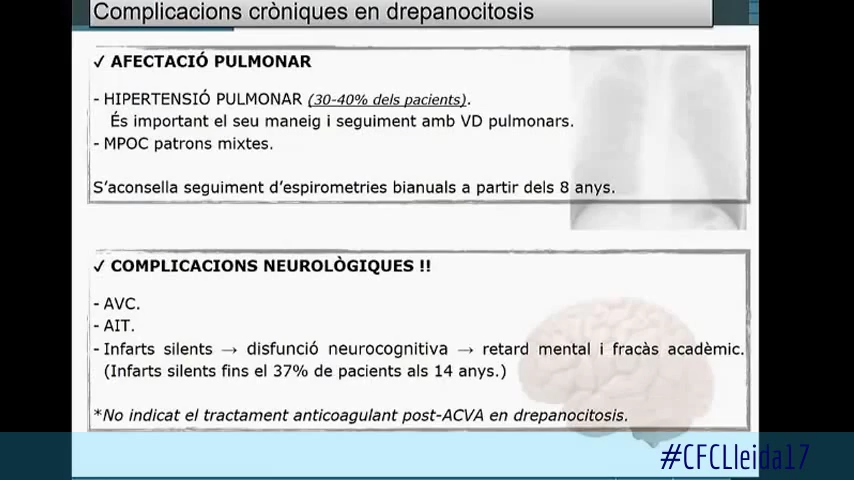 Complicacions cròniques en drepanocitosis
✓ AFECTACIÓ PULMONAR
- HIPERTENSIÓ PULMONAR (30-40% dels pacients).
És important el seu maneig i seguiment amb VD pulmonars.
- MPOC patrons mixtes.
S'aconsella seguiment d'espirometries bianuals a partir dels 8 anys.
✓ COMPLICACIONS NEUROLÒGIQUES !!
- AVC.
- AIT.
- Infarts silents → disfunció neurocognitiva → retard mental i fracàs acadèmic.
(Infarts silents fins el 37% de pacients als 14 anys.)
*No indicat el tractament anticoagulant post-ACVA en drepanocitosis.
#CFCLleida17